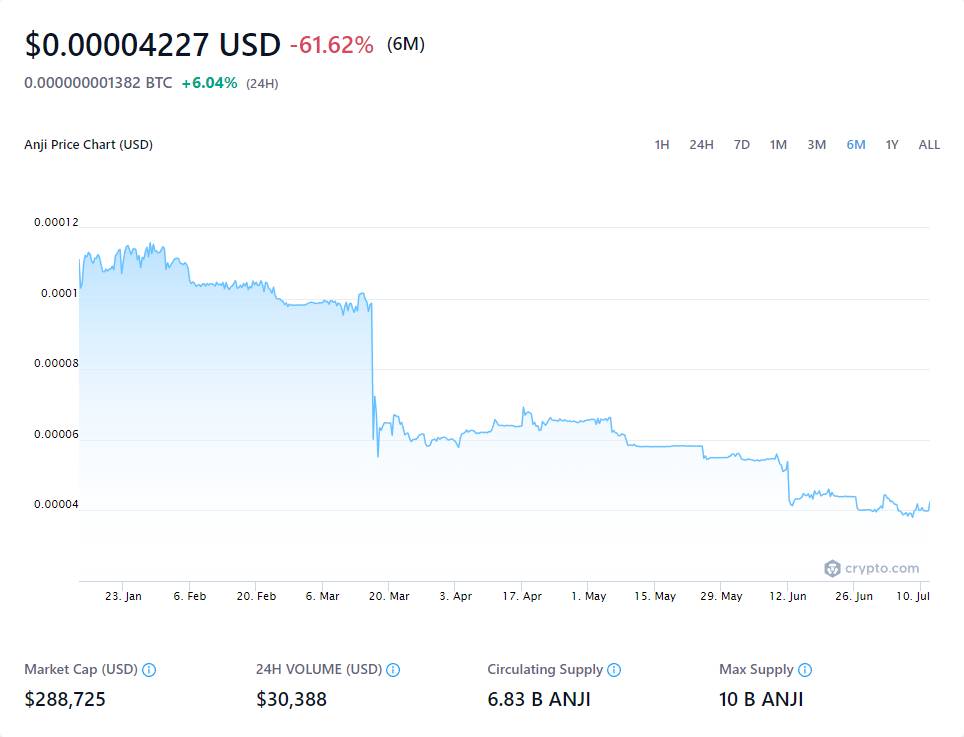 $0.00004227 USD -61.62% (6M)
0.000000001382 BTC +6.04% (24H)
Anji Price Chart (USD) 1H 24H 7D 1M 3M 6M 1Y ALL
0.00012
0.0001
0.00008
0.00006
0.00004
crypto.com
23. Jan 6. Feb 20. Feb 6. Mar 20. Mar 3. Apr 17. Apr 1. May 15. May 29. May 12. Jun 26. Jun 10. Jul
Market Cap (USD) 24H VOLUME (USD) Circulating Supply Max Supply
$288,725 $30,388 6.83 B ANJI 10 B ANJI